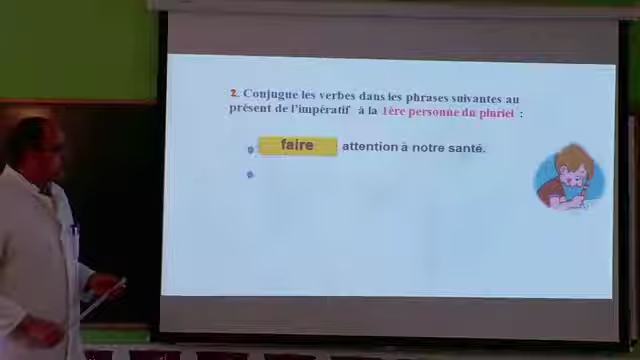 2. Conjugue les verbes dans les phrases suivantes au
présent de l'impératif à la 1ère personne du pluriel :
faire attention à notre santé.